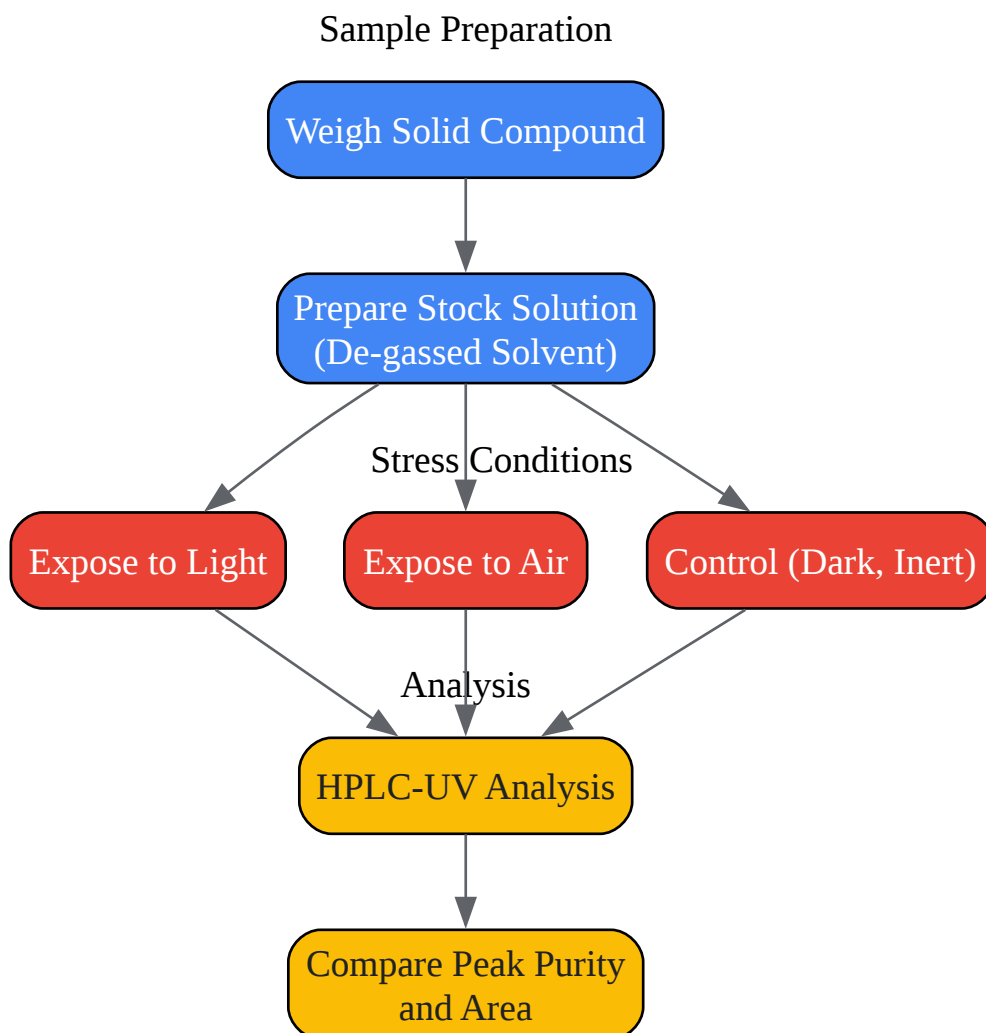 Sample Preparation
Weigh Solid Compound
Prepare Stock Solution
(De-gassed Solvent)
Stress Conditions
Expose to Light
Expose to Air
Control (Dark, Inert)
Analysis
HPLC-UV Analysis
Compare Peak Purity
and Area